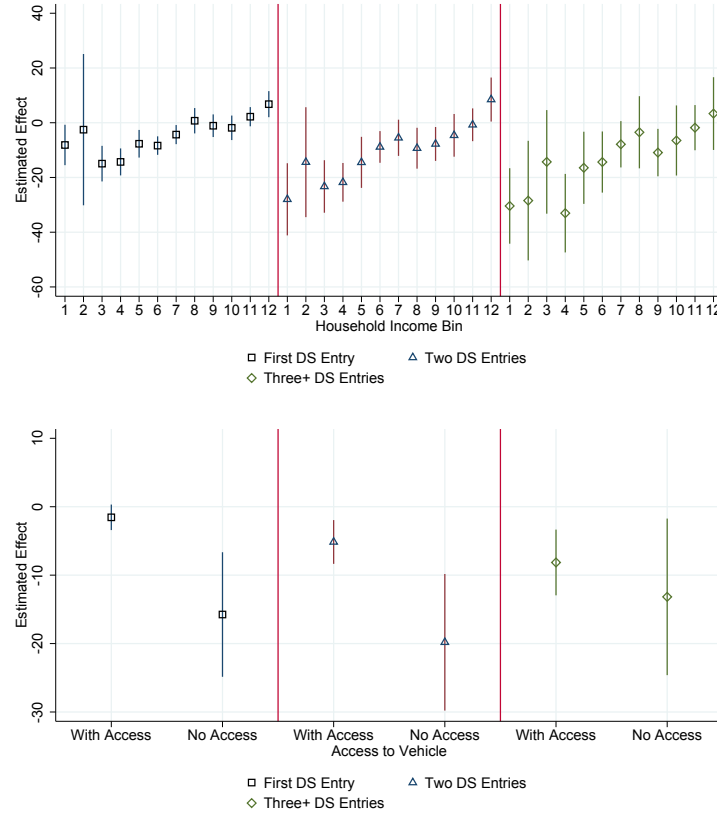 40
20
0
-20
-40
-60
Estimated Effect
1 2 3 4 5 6 7 8 9 10 11 12 1 2 3 4 5 6 7 8 9 10 11 12 1 2 3 4 5 6 7 8 9 10 11 12
Household Income Bin
First DS Entry Two DS Entries
Three+ DS Entries
10
0
-10
-20
-30
Estimated Effect
With Access No Access With Access No Access With Access No Access
Access to Vehicle
First DS Entry Two DS Entries
Three+ DS Entries